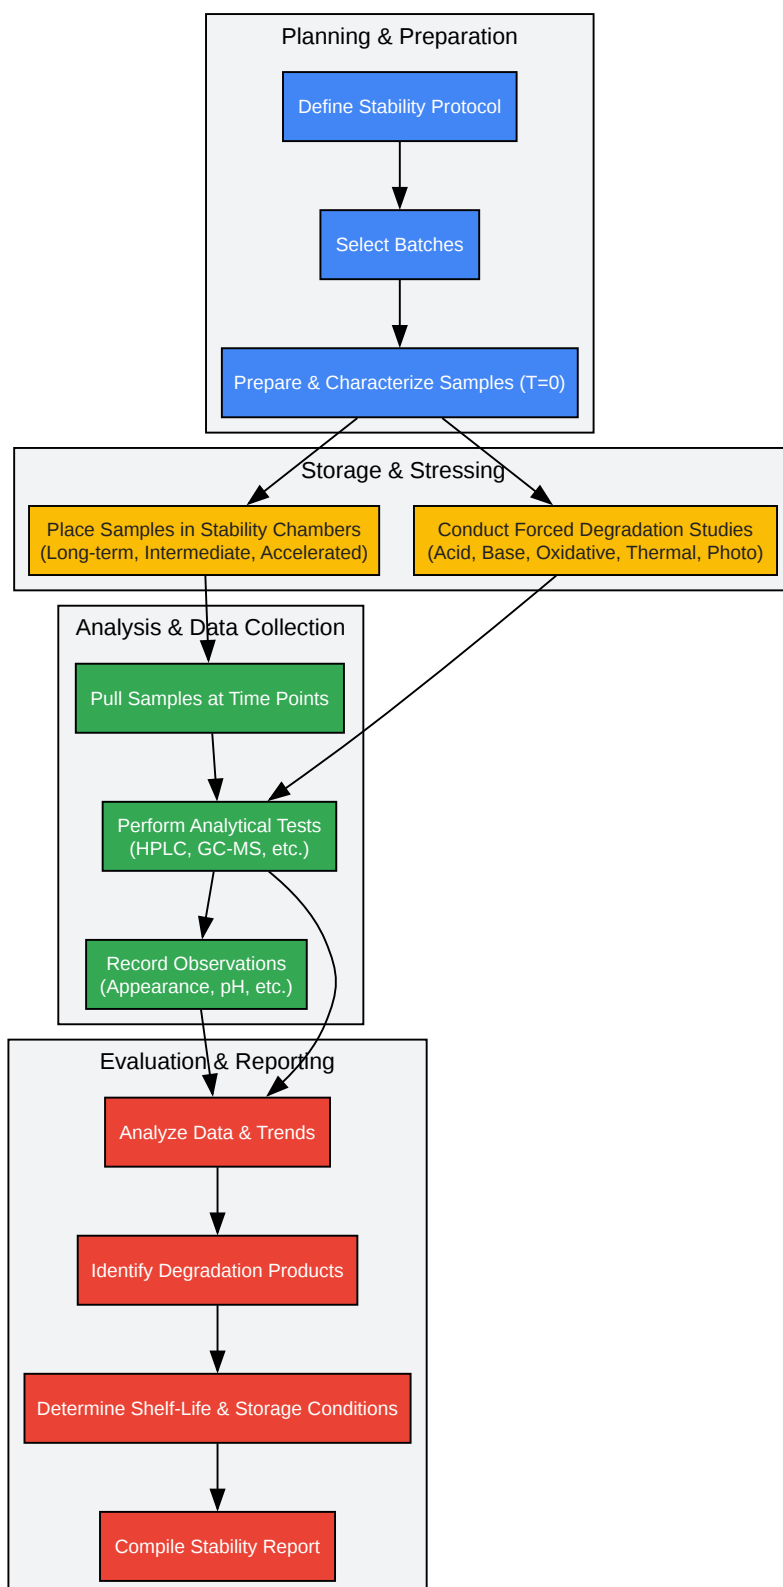 Planning & Preparation
Define Stability Protocol
Select Batches
Prepare & Characterize Samples (T=0)
Storage & Stressing
Place Samples in Stability Chambers
(Long-term, Intermediate, Accelerated)
Conduct Forced Degradation Studies
(Acid, Base, Oxidative, Thermal, Photo)
Analysis & Data Collection
Pull Samples at Time Points
Perform Analytical Tests
(HPLC, GC-MS, etc.)
Record Observations
(Appearance, pH, etc.)
Evaluation & Reporting
Analyze Data & Trends
Identify Degradation Products
Determine Shelf-Life & Storage Conditions
Compile Stability Report